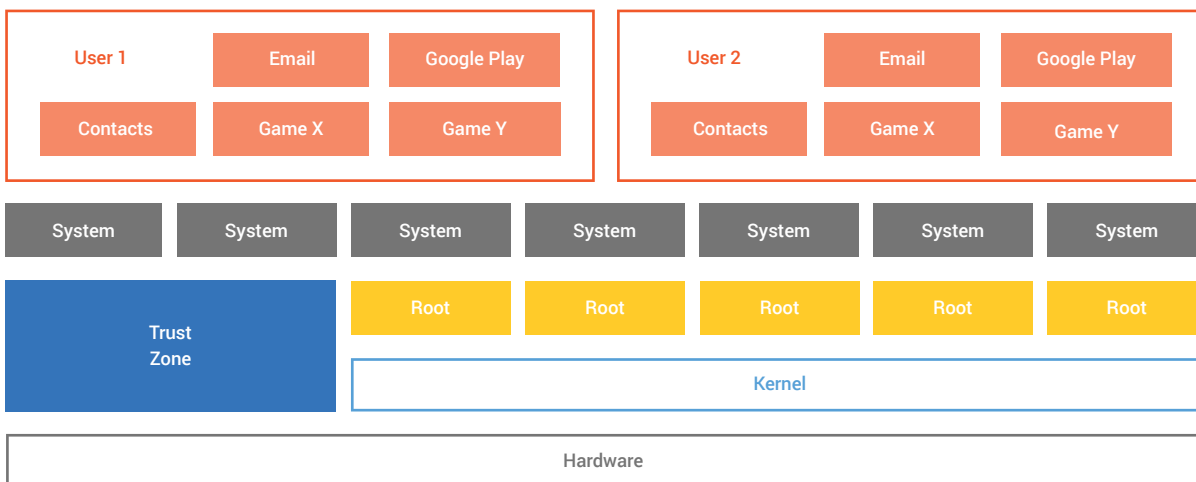 User 1
Email
Google Play
Contacts
Game X
Game Y
User 2
Email
Google Play
Contacts
Game X
Game Y
System
System
System
System
System
System
System
Trust
Zone
Root
Root
Root
Root
Root
Kernel
Hardware